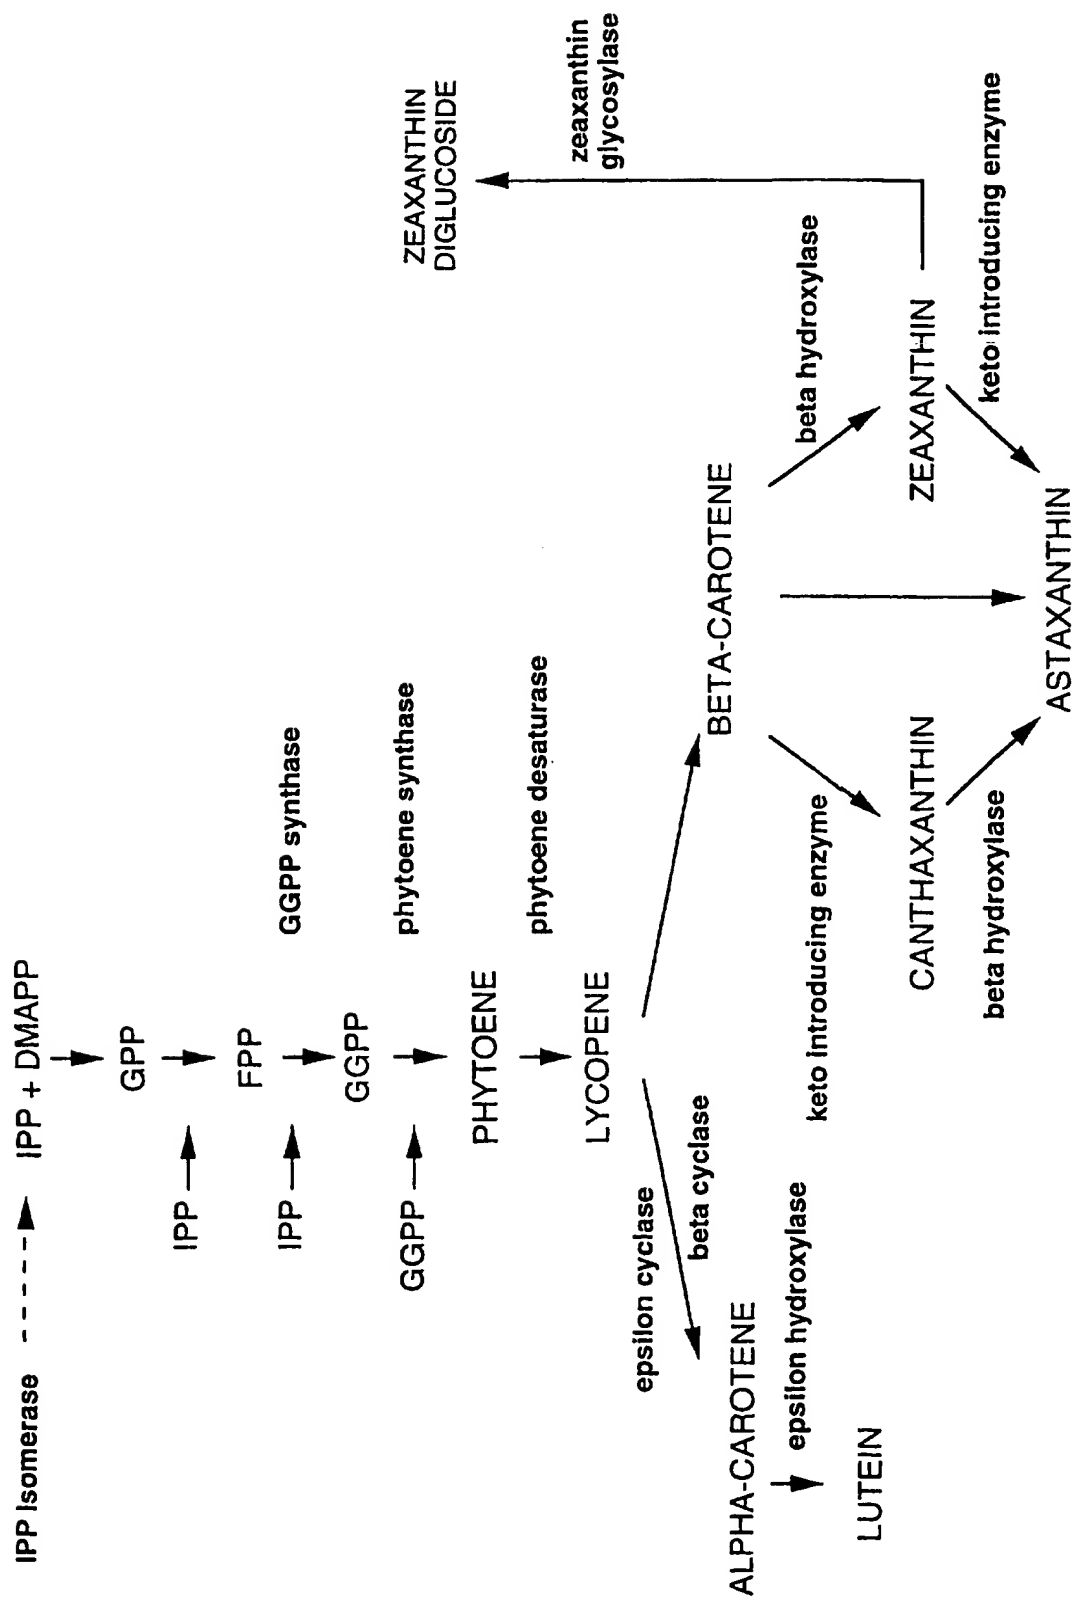 IPP Isomerase
IPP + DMAPP
GPP
IPP
FPP
IPP
GGPP synthase
GGPP
GGPP
phytoene synthase
PHYTOENE
phytoene desaturase
LYCOPENE
epsilon cyclase
beta cyclase
ALPHA-CAROTENE
BETA-CAROTENE
epsilon hydroxylase
LUTEIN
keto introducing enzyme
beta hydroxylase
CANTHAXANTHIN
ZEAXANTHIN
beta hydroxylase
keto introducing enzyme
ASTAXANTHIN
ZEAXANTHIN
DIGLUCOSIDE
zeaxanthin
glycosylase